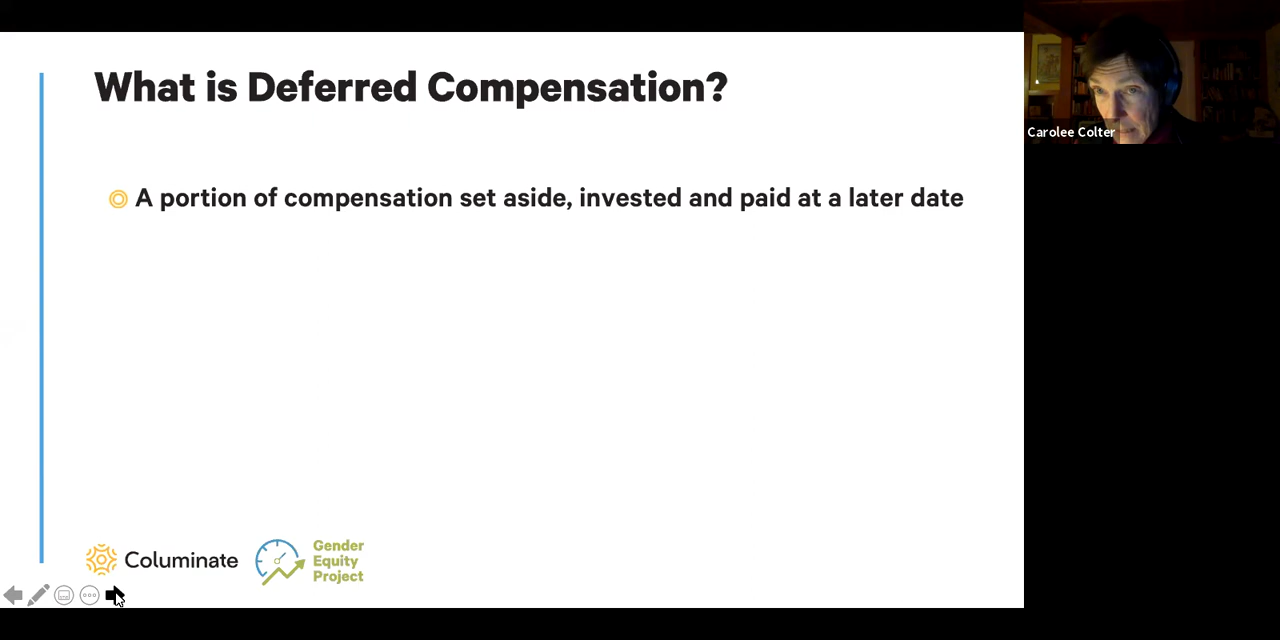 What is Deferred Compensation?
A portion of compensation set aside, invested and paid at a later date
Columinate
Gender
Equity
Project
Carolee Colter